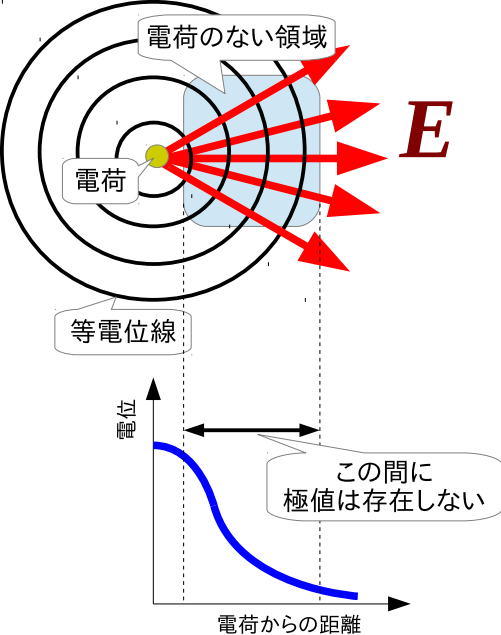 電荷のない領域
E
電荷
等電位線
電位
この間に
極値は存在しない
電荷からの距離